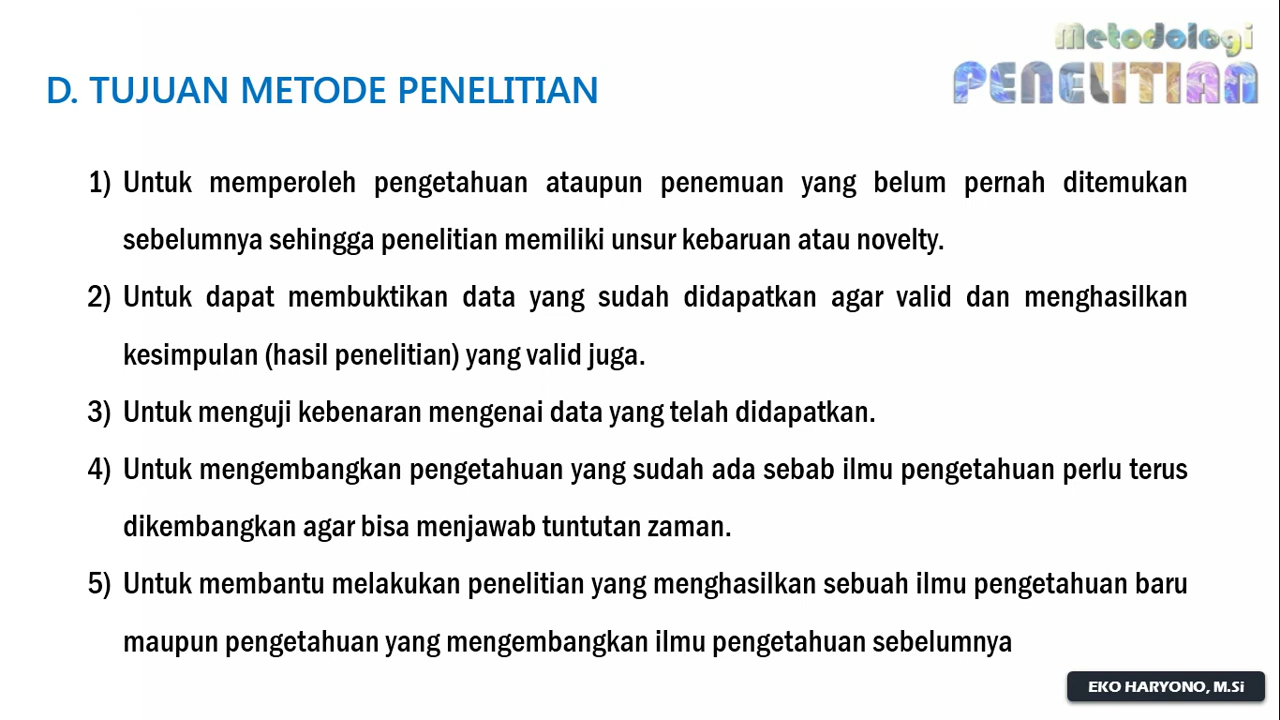 Metodologi
PENELITIAN
D. TUJUAN METODE PENELITIAN
1) Untuk memperoleh pengetahuan ataupun penemuan yang belum pernah ditemukan
sebelumnya sehingga penelitian memiliki unsur kebaruan atau novelty.
2) Untuk dapat membuktikan data yang sudah didapatkan agar valid dan menghasilkan
kesimpulan (hasil penelitian) yang valid juga.
3) Untuk menguji kebenaran mengenai data yang telah didapatkan.
4) Untuk mengembangkan pengetahuan yang sudah ada sebab ilmu pengetahuan perlu terus
dikembangkan agar bisa menjawab tuntutan zaman.
5) Untuk membantu melakukan penelitian yang menghasilkan sebuah ilmu pengetahuan baru
maupun pengetahuan yang mengembangkan ilmu pengetahuan sebelumnya
EKO HARYONO, M.Si